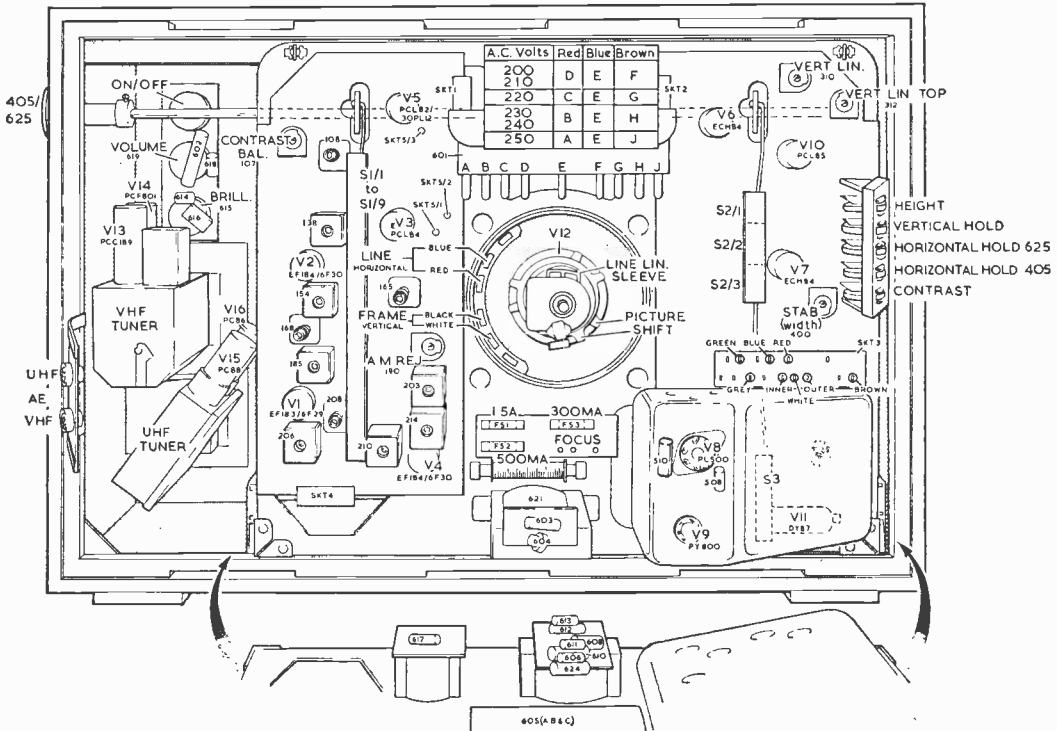 A.C. Volts Red Blue Brown
200 210 D E F
220 C E G
230 240 B E H
250 A E J
SKT1
SKT2
601
A B C D E F G H J
405/
625
ON/OFF
602
VOLUME
619
618
CONTRAST
BAL.
107
108
V5
PCL82/
30PL12
SKT5/3
SKT5/2
SKT5/1
V14
PCF801
V13
PCC189
614
616
BRILL.
615
S1/1
to
S1/9
138
V3
PCL84
V2
EF184/6F30
154
LINE
HORIZONTAL
BLUE
RED
165
168
FRAME
VERTICAL
BLACK
WHITE
185
A M REJ
190
203
214
V1
EF183/6F29
208
206
210
V4
EF184/6F30
SKT4
VHF
TUNER
V16
PC86
V15
PC88
UHF
TUNER
UHF
AE
VHF
V12
LINE LIN.
SLEEVE
PICTURE
SHIFT
VERT LIN.
310
VERT LIN TOP
312
V6
ECH84
V10
PCL85
S2/1
S2/2
S2/3
V7
ECH84
STAB
(width)
400
HEIGHT
VERTICAL HOLD
HORIZONTAL HOLD 625
HORIZONTAL HOLD 405
CONTRAST
GREEN BLUE RED
SKT3
GREY INNER OUTER BROWN
WHITE
1.5A 300MA
FS1 FS3
FS2 FOCUS
500MA
621
603
604
510
V8
PL500
508
S3
V9
PY800
V11
DY87
617
613
612
611
608
606
610
624
605(A B & C)